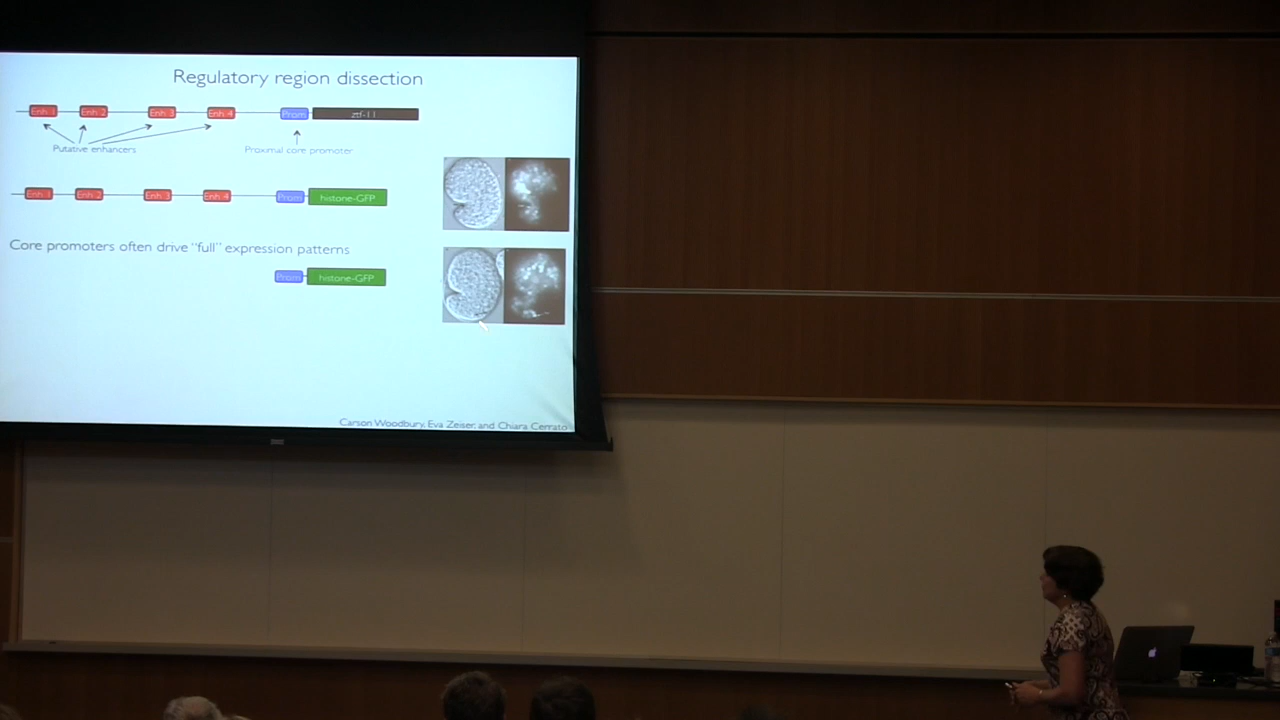 Regulatory region dissection
Enh 1 Enh 2 Enh 3 Enh 4 Prom ztf-11
Putative enhancers Proximal core promoter
Enh 1 Enh 2 Enh 3 Enh 4 Prom histone-GFP
Core promoters often drive "full" expression patterns
Prom histone-GFP
Carson Woodbury, Eva Zeiser, and Chiara Cerrato